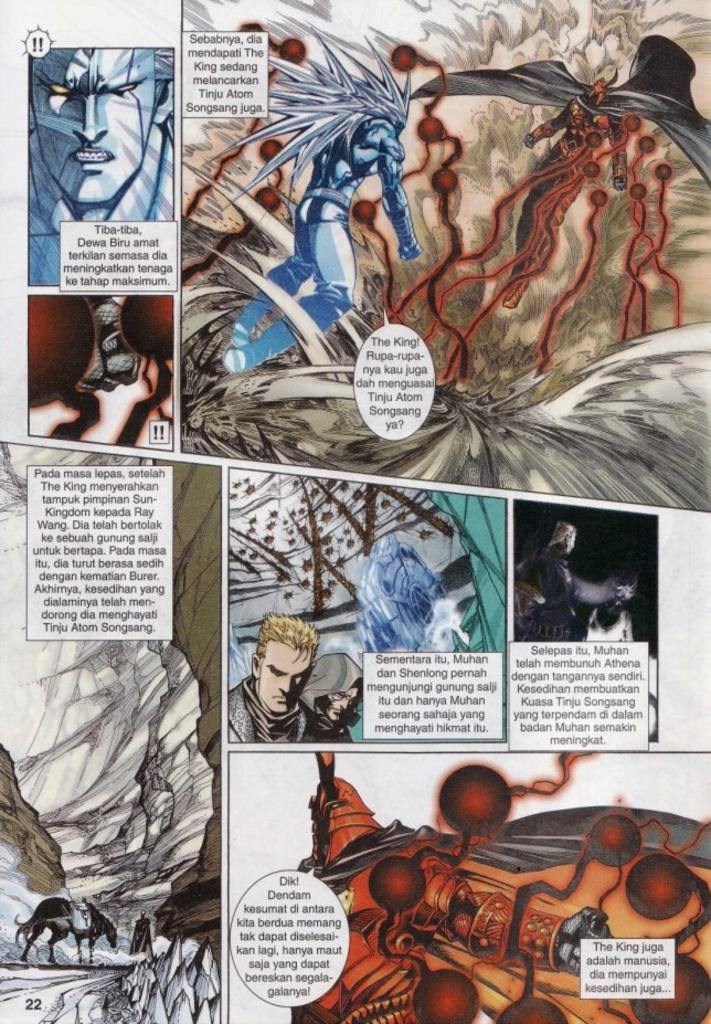 !!
Tiba-tiba,
Dewa Biru amat
terkilan semasa dia
meningkatkan tenaga
ke tahap maksimum.
Sebabnya, dia
mendapati The
King sedang
melancarkan
Tinju Atom
Songsang juga.
The King!
Rupa-rupa-
nya kau juga
dah menguasai
Tinju Atom
Songsang
ya?
!!
Pada masa lepas, setelah
The King menyerahkan
tampuk pimpinan Sun-
Kingdom kepada Ray
Wang. Dia telah bertolak
ke sebuah gunung salji
untuk bertapa. Pada masa
itu, dia turut berasa sedih
dengan kematian Burer.
Akhirnya, kesedihan yang
dialaminya telah men-
dorong dia menghayati
Tinju Atom Songsang.
Sementara itu, Muhan
dan Shenlong pernah
mengunjungi gunung salji
itu dan hanya Muhan
seorang sahaja yang
menghayati hikmat itu.
Selepas itu, Muhan
telah membunuh Athena
dengan tangannya sendiri.
Kesedihan membuatkan
Kuasa Tinju Songsang
yang terpendam di dalam
badan Muhan semakin
meningkat.
Dik!
Dendam
kesumat di antara
kita berdua memang
tak dapat diselesai-
kan lagi, hanya maut
saja yang dapat
bereskan segala-
galanya!
The King juga
adalah manusia,
dia mempunyai
kesedihan juga...
22